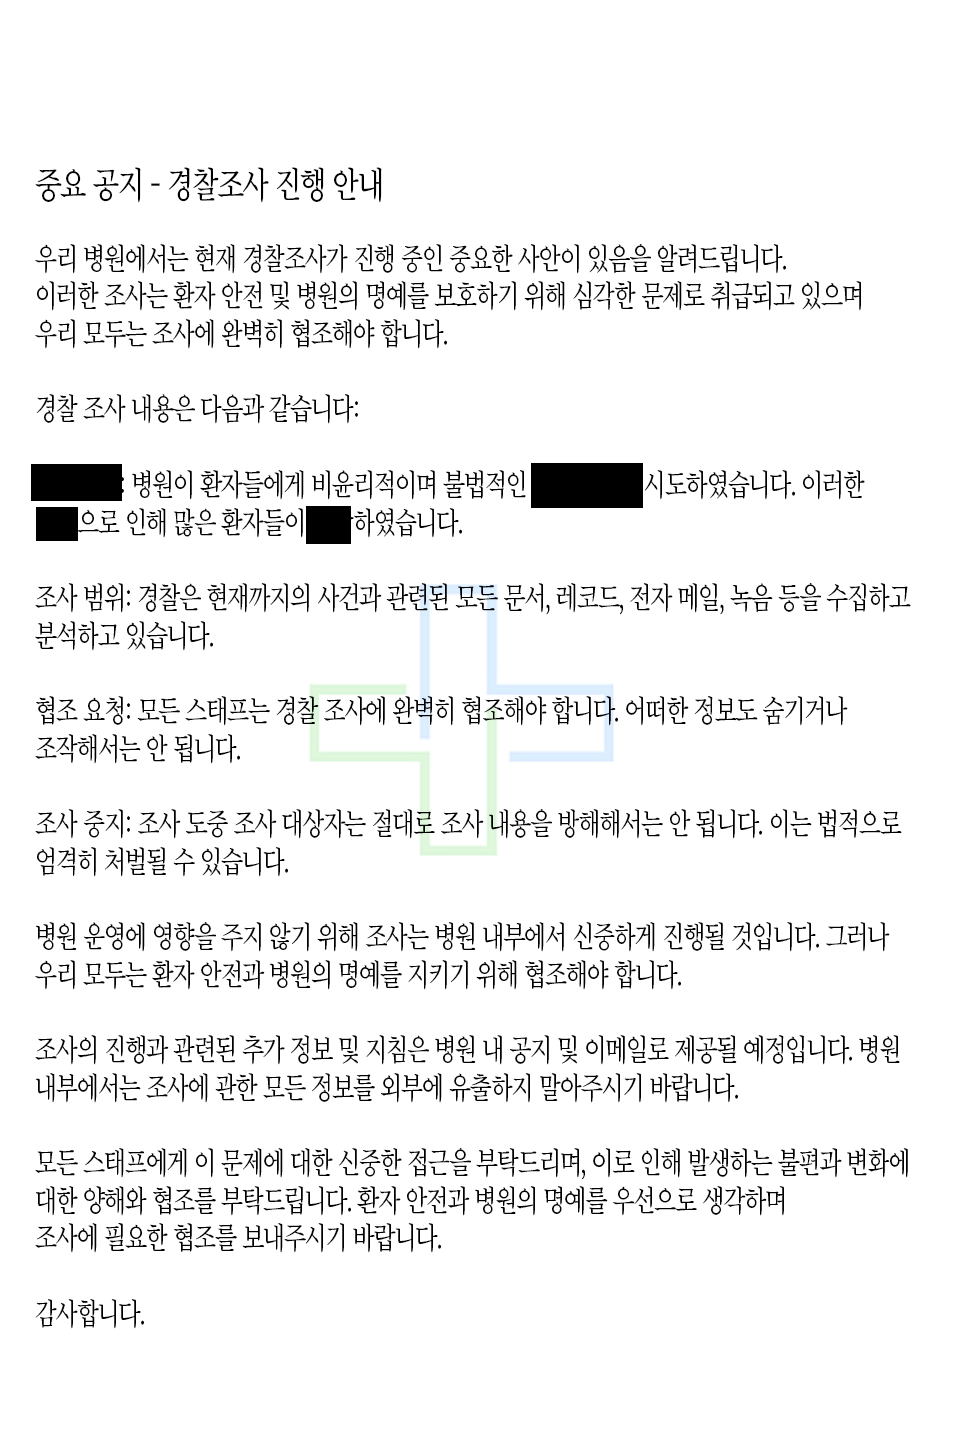 중요 공지 - 경찰조사 진행 안내
우리 병원에서는 현재 경찰조사가 진행 중인 중요한 사안이 있음을 알려드립니다.
이러한 조사는 환자 안전 및 병원의 명예를 보호하기 위해 심각한 문제로 취급되고 있으며
우리 모두는 조사에 완벽히 협조해야 합니다.
경찰 조사 내용은 다음과 같습니다:
: 병원이 환자들에게 비윤리적이며 불법적인 시도하였습니다. 이러한
으로 인해 많은 환자들이 하였습니다.
조사 범위: 경찰은 현재까지의 사건과 관련된 모든 문서, 레코드, 전자 메일, 녹음 등을 수집하고
분석하고 있습니다.
협조 요청: 모든 스태프는 경찰 조사에 완벽히 협조해야 합니다. 어떠한 정보도 숨기거나
조작해서는 안 됩니다.
조사 중지: 조사 도중 조사 대상자는 절대로 조사 내용을 방해해서는 안 됩니다. 이는 법적으로
엄격히 처벌될 수 있습니다.
병원 운영에 영향을 주지 않기 위해 조사는 병원 내부에서 신중하게 진행될 것입니다. 그러나
우리 모두는 환자 안전과 병원의 명예를 지키기 위해 협조해야 합니다.
조사의 진행과 관련된 추가 정보 및 지침은 병원 내 공지 및 이메일로 제공될 예정입니다. 병원
내부에서는 조사에 관한 모든 정보를 외부에 유출하지 말아주시기 바랍니다.
모든 스태프에게 이 문제에 대한 신중한 접근을 부탁드리며, 이로 인해 발생하는 불편과 변화에
대한 양해와 협조를 부탁드립니다. 환자 안전과 병원의 명예를 우선으로 생각하며
조사에 필요한 협조를 보내주시기 바랍니다.
감사합니다.